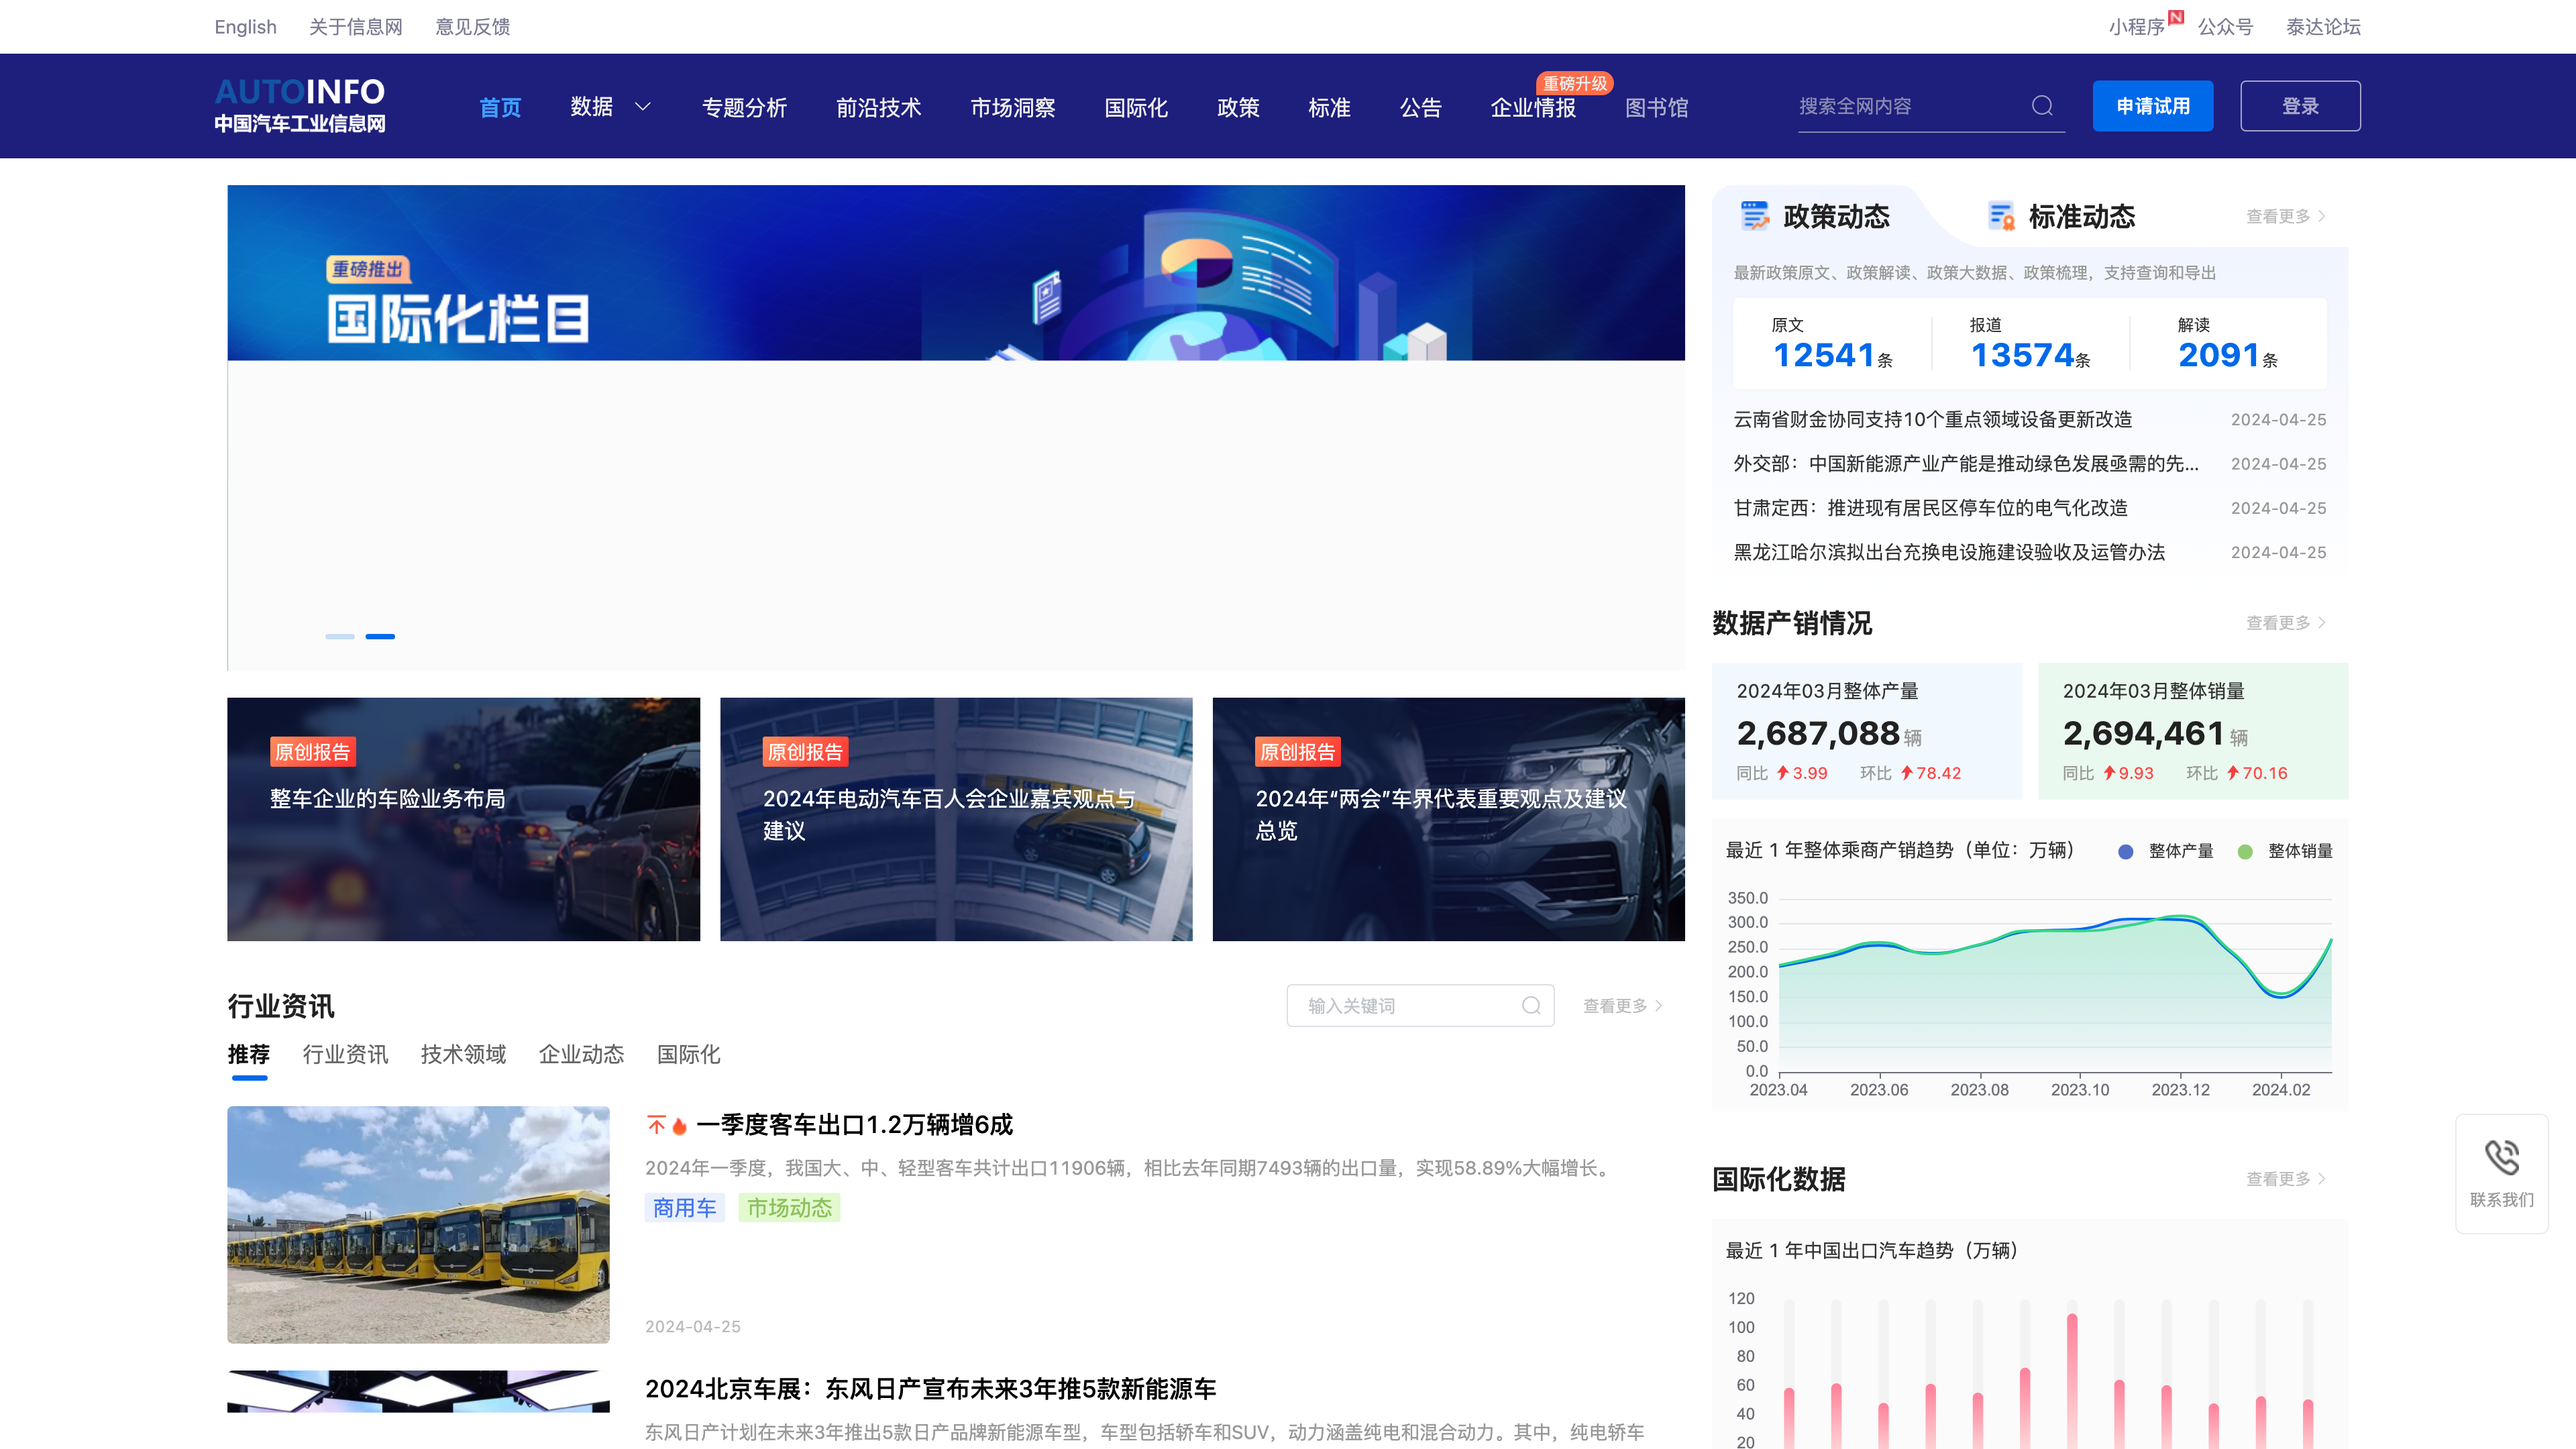 English 关于信息网 意见反馈 小程序 N 公众号 泰达论坛
AUTOINFO
中国汽车工业信息网
首页 数据 专题分析 前沿技术 市场洞察 国际化 政策 标准 公告 企业情报 重磅升级 图书馆 搜索全网内容 申请试用 登录
重磅推出
国际化栏目
原创报告
整车企业的车险业务布局
原创报告
2024年电动汽车百人会企业嘉宾观点与
建议
原创报告
2024年“两会”车界代表重要观点及建议
总览
行业资讯 输入关键词 查看更多
推荐 行业资讯 技术领域 企业动态 国际化
一季度客车出口1.2万辆增6成
2024年一季度，我国大、中、轻型客车共计出口11906辆，相比去年同期7493辆的出口量，实现58.89%大幅增长。
商用车 市场动态
2024-04-25
2024北京车展：东风日产宣布未来3年推5款新能源车
东风日产计划在未来3年推出5款日产品牌新能源车型，车型包括轿车和SUV，动力涵盖纯电和混合动力。其中，纯电轿车
政策动态 标准动态 查看更多
最新政策原文、政策解读、政策大数据、政策梳理，支持查询和导出
原文 报道 解读
12541条 13574条 2091条
云南省财金协同支持10个重点领域设备更新改造 2024-04-25
外交部：中国新能源产业产能是推动绿色发展亟需的先... 2024-04-25
甘肃定西：推进现有居民区停车位的电气化改造 2024-04-25
黑龙江哈尔滨拟出台充换电设施建设验收及运管办法 2024-04-25
数据产销情况 查看更多
2024年03月整体产量
2,687,088辆
同比 3.99 环比 78.42
2024年03月整体销量
2,694,461辆
同比 9.93 环比 70.16
最近 1 年整体乘商产销趋势（单位：万辆） 整体产量 整体销量
350.0
300.0
250.0
200.0
150.0
100.0
50.0
0.0
2023.04 2023.06 2023.08 2023.10 2023.12 2024.02
国际化数据 查看更多
最近 1 年中国出口汽车趋势（万辆）
120
100
80
60
40
20
联系我们